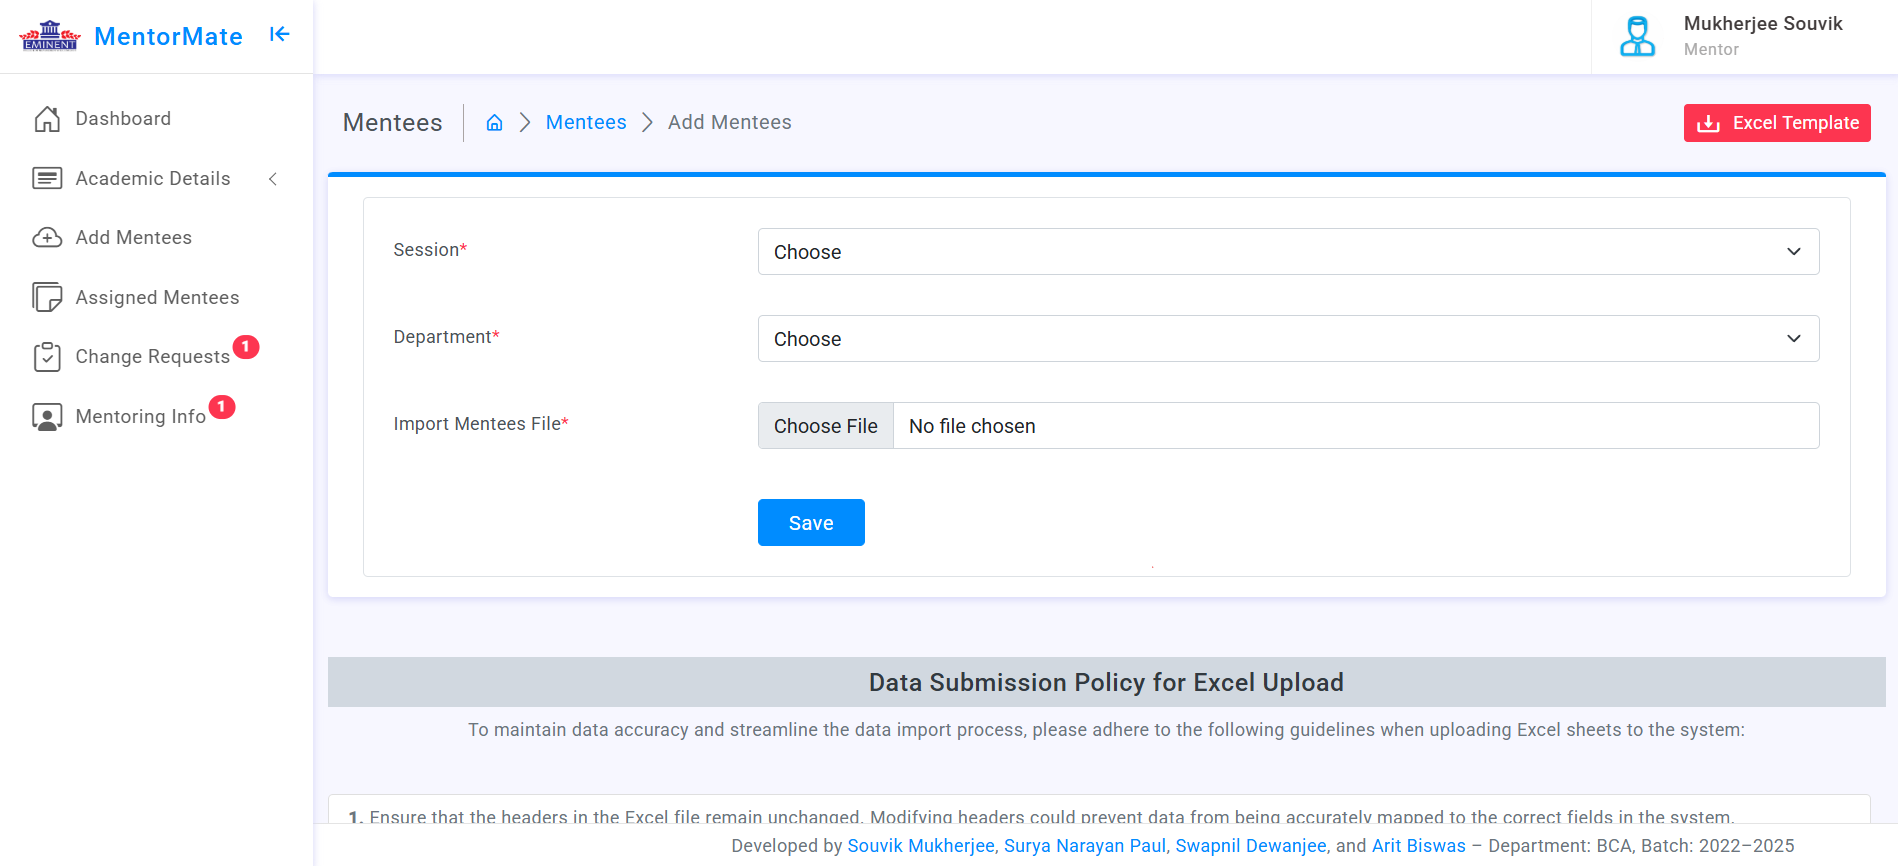 EMINENT
MentorMate
Mukherjee Souvik
Mentor
Dashboard
Academic Details
Add Mentees
Assigned Mentees
Change Requests 1
Mentoring Info 1
Mentees
Mentees
Add Mentees
Excel Template
Session*
Choose
Department*
Choose
Import Mentees File*
Choose File No file chosen
Save
Data Submission Policy for Excel Upload
To maintain data accuracy and streamline the data import process, please adhere to the following guidelines when uploading Excel sheets to the system:
1. Ensure that the headers in the Excel file remain unchanged. Modifying headers could prevent data from being accurately mapped to the correct fields in the system.
Developed by Souvik Mukherjee, Surya Narayan Paul, Swapnil Dewanjee, and Arit Biswas – Department: BCA, Batch: 2022–2025